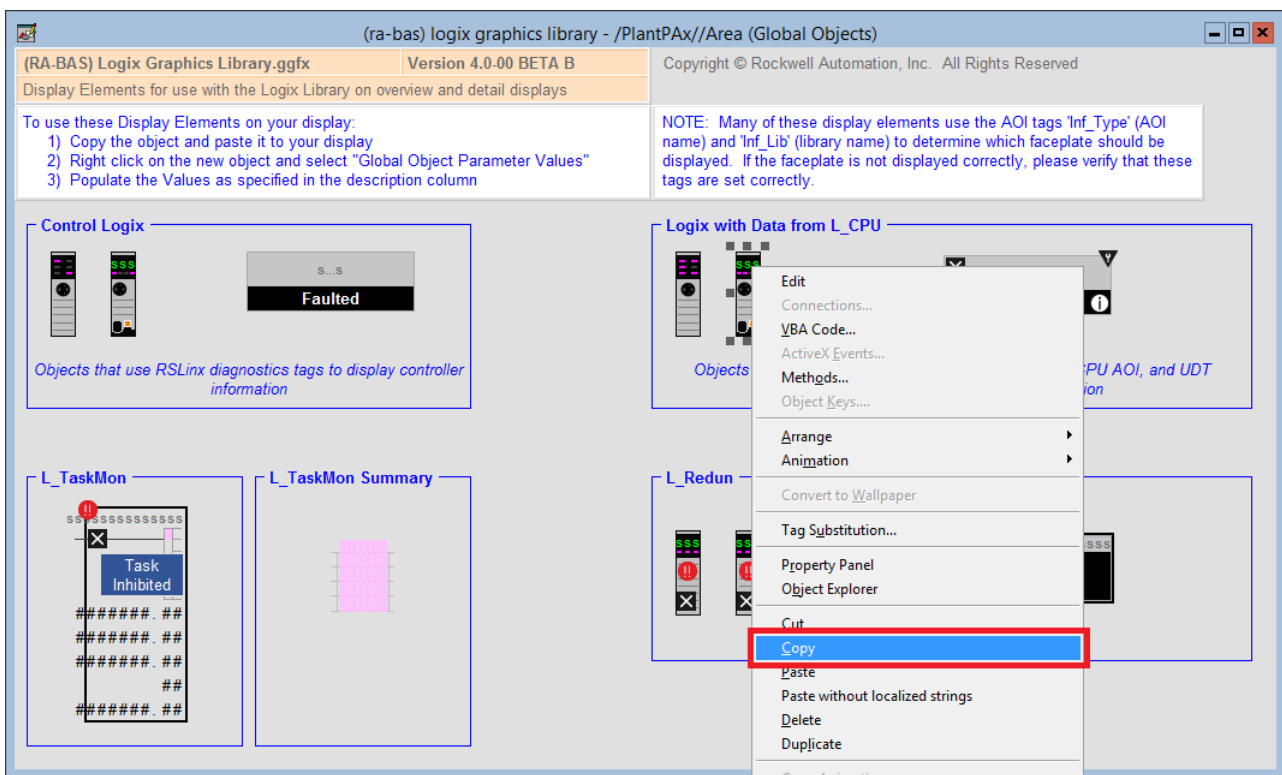 (ra-bas) logix graphics library - /PlantPAx//Area (Global Objects)
(RA-BAS) Logix Graphics Library.ggfx
Version 4.0-00 BETA B
Copyright © Rockwell Automation, Inc.  All Rights Reserved
Display Elements for use with the Logix Library on overview and detail displays
To use these Display Elements on your display:
1) Copy the object and paste it to your display
2) Right click on the new object and select "Global Object Parameter Values"
3) Populate the Values as specified in the description column
NOTE:  Many of these display elements use the AOI tags 'Inf_Type' (AOI
name) and 'Inf_Lib' (library name) to determine which faceplate should be
displayed.  If the faceplate is not displayed correctly, please verify that these
tags are set correctly.
Control Logix
sss
s...s
Faulted
Objects that use RSLinx diagnostics tags to display controller
information
Logix with Data from L_CPU
sss
Objects
PU AOI, and UDT
Edit
Connections...
VBA Code...
ActiveX Events...
Methods...
Object Keys....
Arrange
Animation
Convert to Wallpaper
Tag Substitution...
Property Panel
Object Explorer
Cut
Copy
Paste
Paste without localized strings
Delete
Duplicate
L_TaskMon
Task
Inhibited
#######.##
#######.##
#######.##
##
#######.##
L_TaskMon Summary
L_Redun
sss
sss